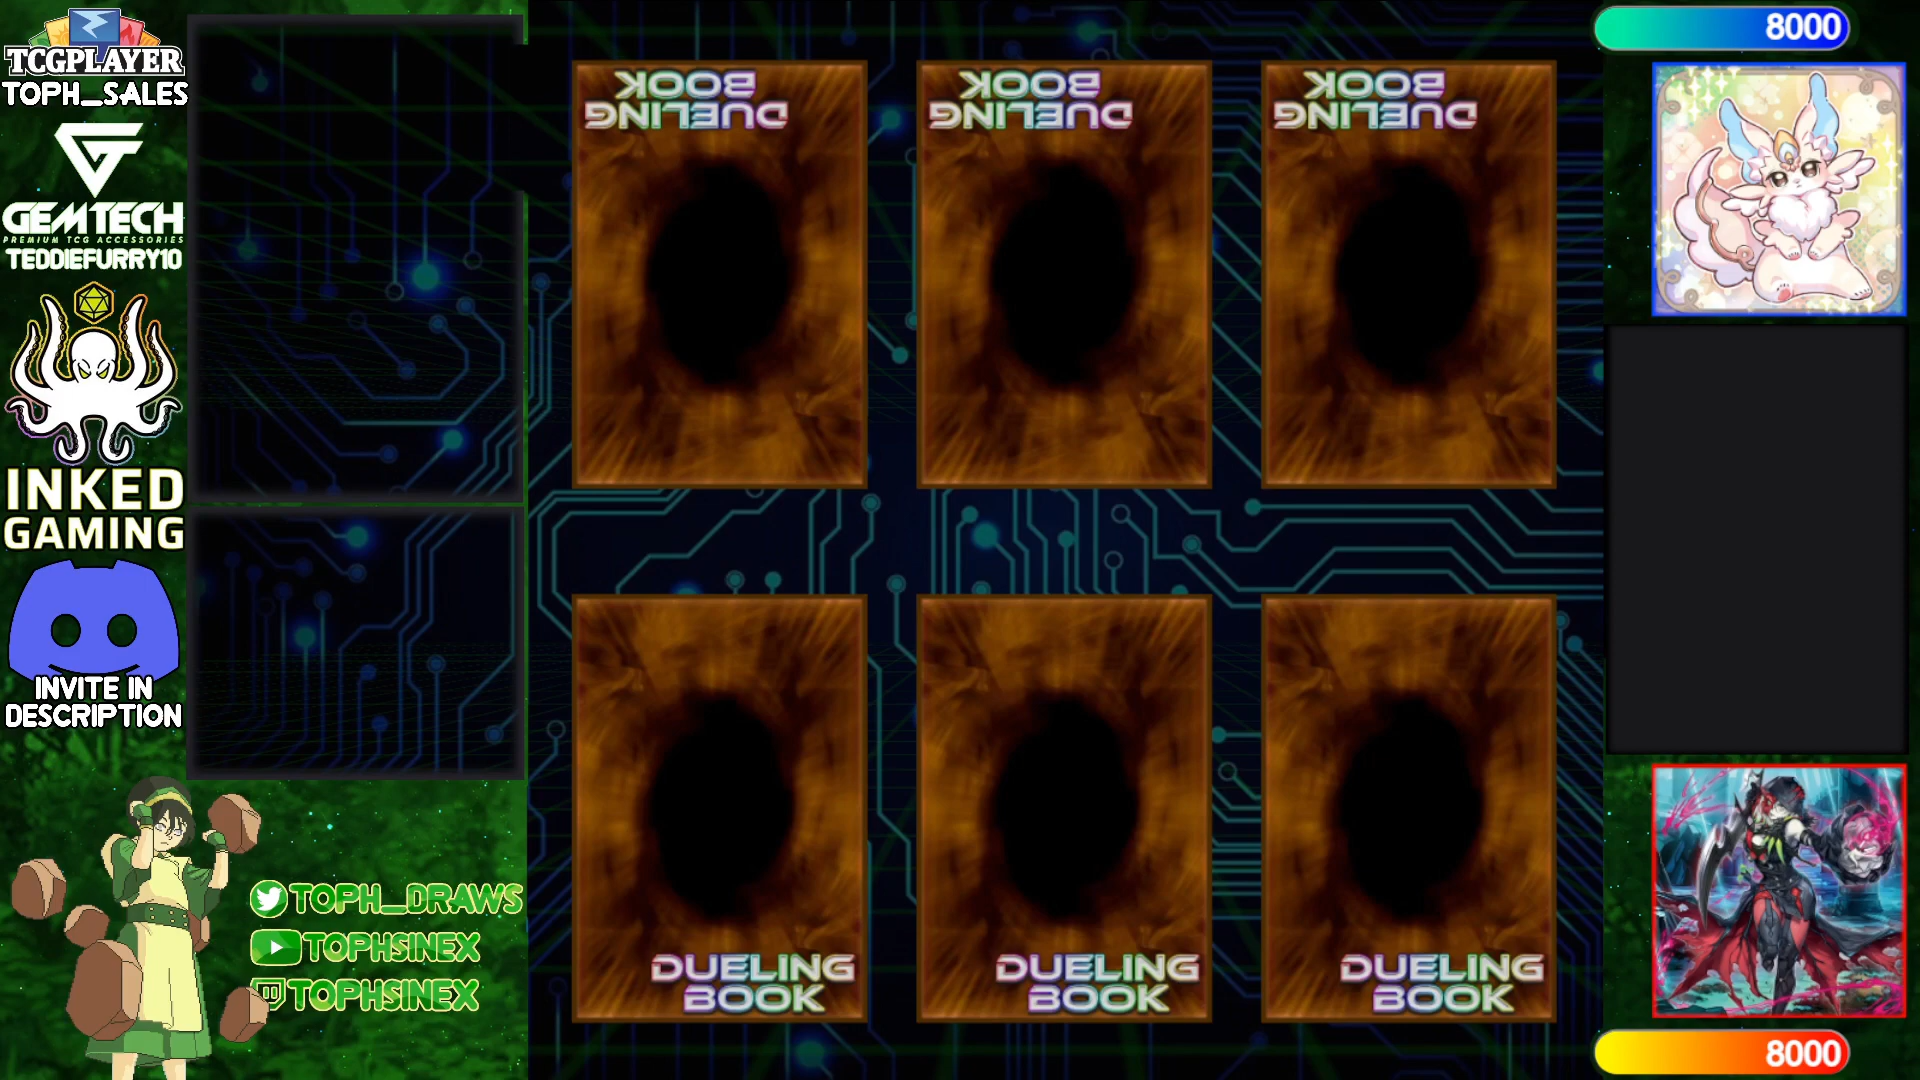 TCGPLAYER
TOPH_SALES
GEMTECH
PREMIUM TCG ACCESSORIES
TEDDIEFURRY10
INKED
GAMING
INVITE IN
DESCRIPTION
TOPH_DRAWS
TOPHSINEX
TOPHSINEX
DUELING
BOOK
DUELING
BOOK
DUELING
BOOK
DUELING
BOOK
DUELING
BOOK
DUELING
BOOK
8000
8000